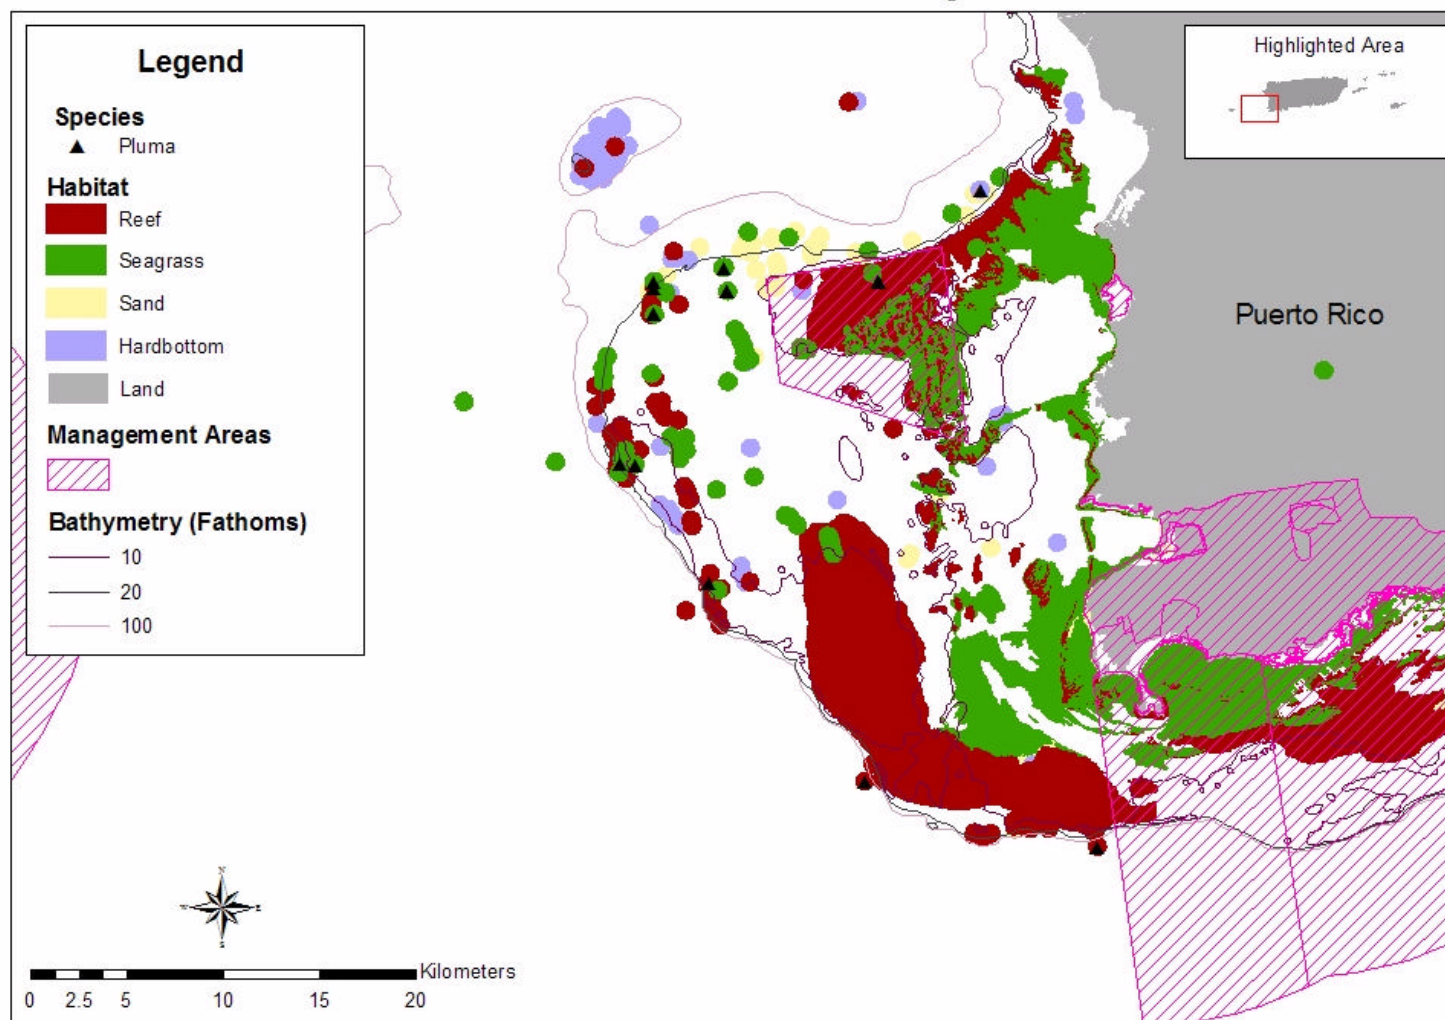 Legend
Species
Pluma
Habitat
Reef
Seagrass
Sand
Hardbottom
Land
Management Areas
Bathymetry (Fathoms)
10
20
100
Highlighted Area
Puerto Rico
N
W E
S
Kilometers
0 2.5 5 10 15 20